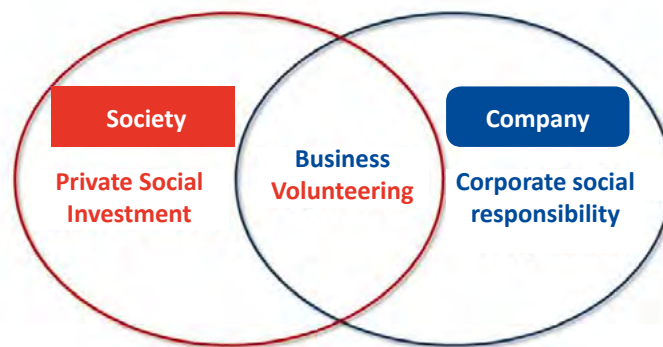 Society
Private Social
Investment
Business
Volunteering
Company
Corporate social
responsibility